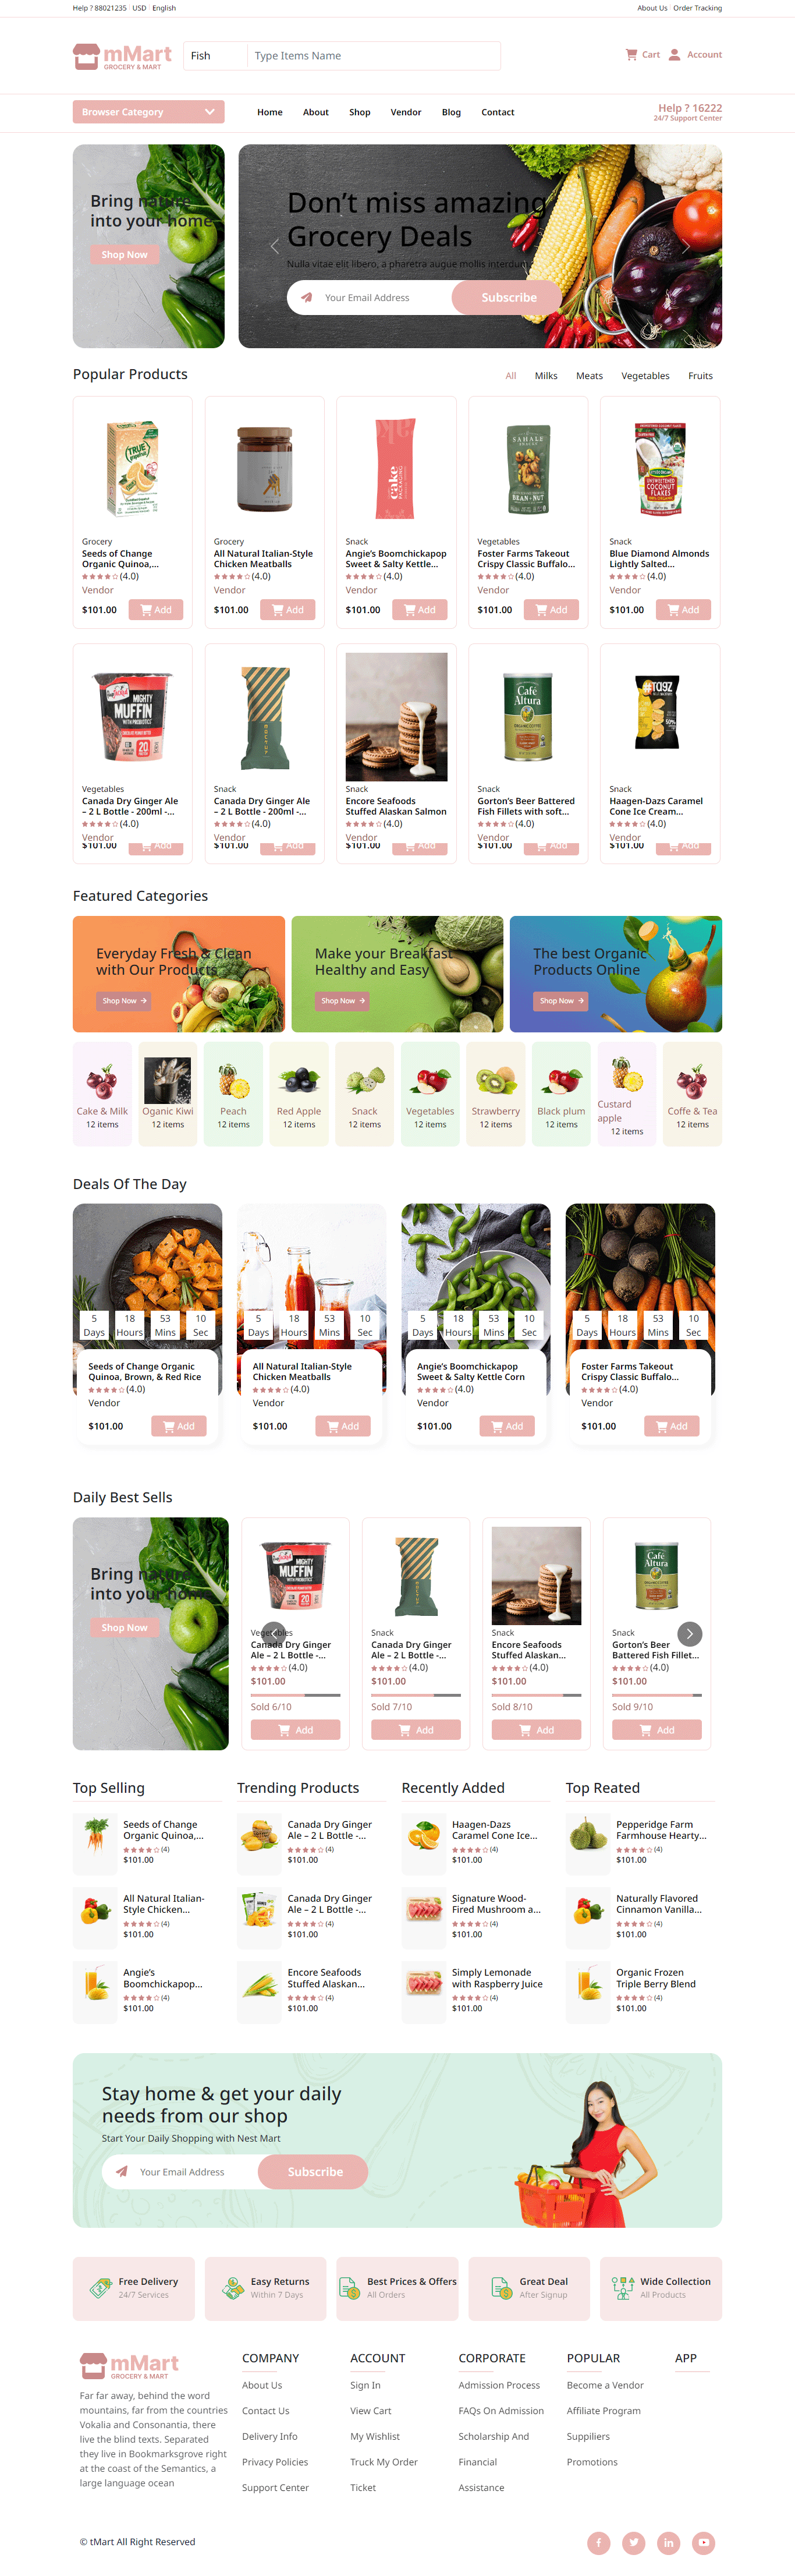 Help ? 88021235 USD English
About Us Order Tracking
mMart
GROCERY & MART
Fish
Type Items Name
Cart
Account
Browser Category
Home About Shop Vendor Blog Contact
Help ? 16222
24/7 Support Center
Bring nature
into your home
Shop Now
Don't miss amazing
Grocery Deals
Nulla vitae elit libero, a pharetra augue mollis interdum.
Your Email Address
Subscribe
Popular Products
All Milks Meats Vegetables Fruits
TRUE
Grocery
Seeds of Change
Organic Quinoa,...
(4.0)
Vendor
$101.00 Add
Grocery
All Natural Italian-Style
Chicken Meatballs
(4.0)
Vendor
$101.00 Add
cake
PACKAGING
Snack
Angie's Boomchickapop
Sweet & Salty Kettle...
(4.0)
Vendor
$101.00 Add
SAHALE
BEAN + NUT
Vegetables
Foster Farms Takeout
Crispy Classic Buffalo...
(4.0)
Vendor
$101.00 Add
UNSWEETENED
COCONUT
FLAKES
Snack
Blue Diamond Almonds
Lightly Salted...
(4.0)
Vendor
$101.00 Add
MIGHTY
MUFFIN
WITH PROBIOTICS
20
Vegetables
Canada Dry Ginger Ale
– 2 L Bottle - 200ml -...
(4.0)
Vendor
$101.00 Add
Snack
Canada Dry Ginger Ale
– 2 L Bottle - 200ml -...
(4.0)
Vendor
$101.00 Add
Snack
Encore Seafoods
Stuffed Alaskan Salmon
(4.0)
Vendor
$101.00 Add
Café
Altura
ORGANIC COFFEE
Snack
Gorton's Beer Battered
Fish Fillets with soft...
(4.0)
Vendor
$101.00 Add
#TAGZ
50%
Snack
Haagen-Dazs Caramel
Cone Ice Cream...
(4.0)
Vendor
$101.00 Add
Featured Categories
Everyday Fresh & Clean
with Our Products
Shop Now
Make your Breakfast
Healthy and Easy
Shop Now
The best Organic
Products Online
Shop Now
Cake & Milk
12 items
Oganic Kiwi
12 items
Peach
12 items
Red Apple
12 items
Snack
12 items
Vegetables
12 items
Strawberry
12 items
Black plum
12 items
Custard
apple
12 items
Coffe & Tea
12 items
Deals Of The Day
5 18 53 10
Days Hours Mins Sec
Seeds of Change Organic
Quinoa, Brown, & Red Rice
(4.0)
Vendor
$101.00 Add
5 18 53 10
Days Hours Mins Sec
All Natural Italian-Style
Chicken Meatballs
(4.0)
Vendor
$101.00 Add
5 18 53 10
Days Hours Mins Sec
Angie's Boomchickapop
Sweet & Salty Kettle Corn
(4.0)
Vendor
$101.00 Add
5 18 53 10
Days Hours Mins Sec
Foster Farms Takeout
Crispy Classic Buffalo...
(4.0)
Vendor
$101.00 Add
Daily Best Sells
Bring nature
into your home
Shop Now
MIGHTY
MUFFIN
20
Vegetables
Canada Dry Ginger
Ale – 2 L Bottle -...
(4.0)
$101.00
Sold 6/10
Add
Snack
Canada Dry Ginger
Ale – 2 L Bottle -...
(4.0)
$101.00
Sold 7/10
Add
Snack
Encore Seafoods
Stuffed Alaskan...
(4.0)
$101.00
Sold 8/10
Add
Café
Altura
Snack
Gorton's Beer
Battered Fish Fillet...
(4.0)
$101.00
Sold 9/10
Add
Top Selling
Seeds of Change
Organic Quinoa,...
(4)
$101.00
All Natural Italian-
Style Chicken...
(4)
$101.00
Angie's
Boomchickapop...
(4)
$101.00
Trending Products
Canada Dry Ginger
Ale – 2 L Bottle -...
(4)
$101.00
Canada Dry Ginger
Ale – 2 L Bottle -...
(4)
$101.00
Encore Seafoods
Stuffed Alaskan...
(4)
$101.00
Recently Added
Haagen-Dazs
Caramel Cone Ice...
(4)
$101.00
Signature Wood-
Fired Mushroom a...
(4)
$101.00
Simply Lemonade
with Raspberry Juice
(4)
$101.00
Top Reated
Pepperidge Farm
Farmhouse Hearty...
(4)
$101.00
Naturally Flavored
Cinnamon Vanilla...
(4)
$101.00
Organic Frozen
Triple Berry Blend
(4)
$101.00
Stay home & get your daily
needs from our shop
Start Your Daily Shopping with Nest Mart
Your Email Address
Subscribe
Free Delivery
24/7 Services
Easy Returns
Within 7 Days
Best Prices & Offers
All Orders
Great Deal
After Signup
Wide Collection
All Products
mMart
GROCERY & MART
Far far away, behind the word
mountains, far from the countries
Vokalia and Consonantia, there
live the blind texts. Separated
they live in Bookmarksgrove right
at the coast of the Semantics, a
large language ocean
COMPANY
About Us
Contact Us
Delivery Info
Privacy Policies
Support Center
ACCOUNT
Sign In
View Cart
My Wishlist
Truck My Order
Ticket
CORPORATE
Admission Process
FAQs On Admission
Scholarship And
Financial
Assistance
POPULAR
Become a Vendor
Affiliate Program
Suppiliers
Promotions
APP
© tMart All Right Reserved